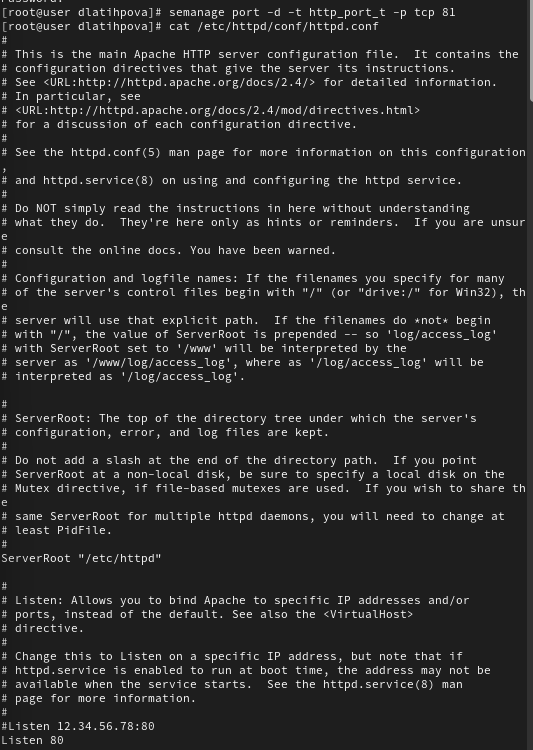 [root@user dlatihpova]# semanage port -d -t http_port_t -p tcp 81
[root@user dlatihpova]# cat /etc/httpd/conf/httpd.conf
#
# This is the main Apache HTTP server configuration file.  It contains the
# configuration directives that give the server its instructions.
# See <URL:http://httpd.apache.org/docs/2.4/> for detailed information.
# In particular, see
# <URL:http://httpd.apache.org/docs/2.4/mod/directives.html>
# for a discussion of each configuration directive.
#
# See the httpd.conf(5) man page for more information on this configuration
,
# and httpd.service(8) on using and configuring the httpd service.
#
# Do NOT simply read the instructions in here without understanding
# what they do.  They're here only as hints or reminders.  If you are unsur
e
# consult the online docs. You have been warned.
#
# Configuration and logfile names: If the filenames you specify for many
# of the server's control files begin with "/" (or "drive:/" for Win32), th
e
# server will use that explicit path.  If the filenames do *not* begin
# with "/", the value of ServerRoot is prepended -- so 'log/access_log'
# with ServerRoot set to '/www' will be interpreted by the
# server as '/www/log/access_log', where as '/log/access_log' will be
# interpreted as '/log/access_log'.

#
# ServerRoot: The top of the directory tree under which the server's
# configuration, error, and log files are kept.
#
# Do not add a slash at the end of the directory path.  If you point
# ServerRoot at a non-local disk, be sure to specify a local disk on the
# Mutex directive, if file-based mutexes are used.  If you wish to share th
e
# same ServerRoot for multiple httpd daemons, you will need to change at
# least PidFile.
#
ServerRoot "/etc/httpd"

#
# Listen: Allows you to bind Apache to specific IP addresses and/or
# ports, instead of the default. See also the <VirtualHost>
# directive.
#
# Change this to Listen on a specific IP address, but note that if
# httpd.service is enabled to run at boot time, the address may not be
# available when the service starts.  See the httpd.service(8) man
# page for more information.
#
#Listen 12.34.56.78:80
Listen 80